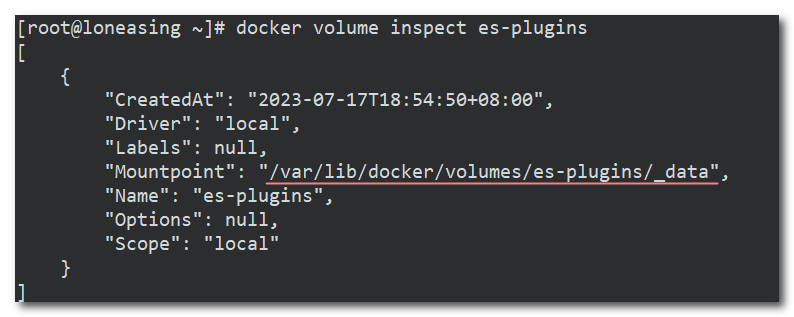 [root@loneasing ~]# docker volume inspect es-plugins
[
    {
        "CreatedAt": "2023-07-17T18:54:50+08:00",
        "Driver": "local",
        "Labels": null,
        "Mountpoint": "/var/lib/docker/volumes/es-plugins/_data",
        "Name": "es-plugins",
        "Options": null,
        "Scope": "local"
    }
]